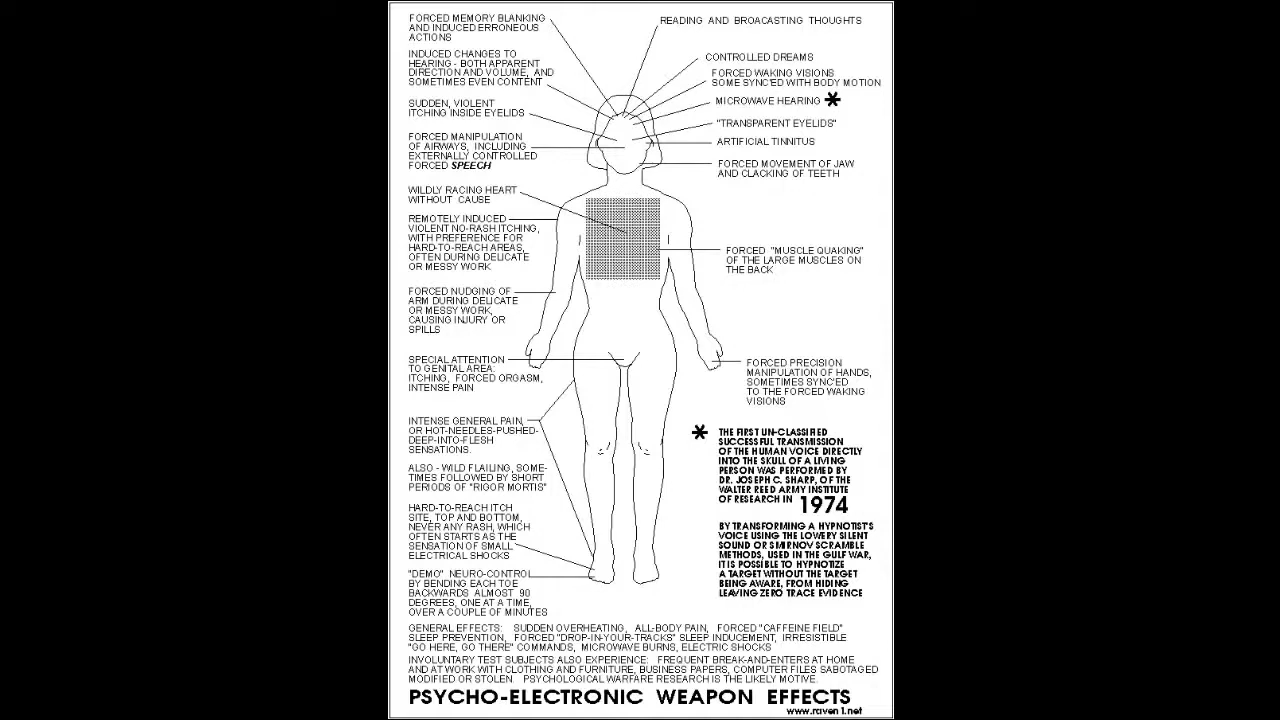 FORCED MEMORY BLANKING
AND INDUCED ERRONEOUS
ACTIONS
INDUCED CHANGES TO
HEARING - BOTH APPARENT
DIRECTION AND VOLUME, AND
SOMETIMES EVEN CONTENT
SUDDEN, VIOLENT
ITCHING INSIDE EYELIDS
FORCED MANIPULATION
OF AIRWAYS, INCLUDING
EXTERNALLY CONTROLLED
FORCED SPEECH
WILDLY RACING HEART
WITHOUT CAUSE
REMOTELY INDUCED
VIOLENT NO-RASH ITCHING,
WITH PREFERENCE FOR
HARD-TO-REACH AREAS,
OFTEN DURING DELICATE
OR MESSY WORK
FORCED NUDGING OF
ARM DURING DELICATE
OR MESSY WORK,
CAUSING INJURY OR
SPILLS
SPECIAL ATTENTION
TO GENITAL AREA:
ITCHING, FORCED ORGASM,
INTENSE PAIN
INTENSE GENERAL PAIN,
OR HOT-NEEDLES-PUSHED-
DEEP-INTO-FLESH
SENSATIONS.
ALSO - WILD FLAILING, SOME-
TIMES FOLLOWED BY SHORT
PERIODS OF "RIGOR MORTIS"
HARD-TO-REACH ITCH
SITE, TOP AND BOTTOM,
NEVER ANY RASH, WHICH
OFTEN STARTS AS THE
SENSATION OF SMALL
ELECTRICAL SHOCKS
"DEMO" NEURO-CONTROL
BY BENDING EACH TOE
BACKWARDS ALMOST 90
DEGREES, ONE AT A TIME,
OVER A COUPLE OF MINUTES
READING AND BROACASTING THOUGHTS
CONTROLLED DREAMS
FORCED WAKING VISIONS
SOME SYNC'ED WITH BODY MOTION
MICROWAVE HEARING *
"TRANSPARENT EYELIDS"
ARTIFICIAL TINNITUS
FORCED MOVEMENT OF JAW
AND CLACKING OF TEETH
FORCED "MUSCLE QUAKING"
OF THE LARGE MUSCLES ON
THE BACK
FORCED PRECISION
MANIPULATION OF HANDS,
SOMETIMES SYNC'ED
TO THE FORCED WAKING
VISIONS
* THE FIRST UN-CLASSIFIED
SUCCESSFUL TRANSMISSION
OF THE HUMAN VOICE DIRECTLY
INTO THE SKULL OF A LIVING
PERSON WAS PERFORMED BY
DR. JOSEPH C. SHARP, OF THE
WALTER REED ARMY INSTITUTE
OF RESEARCH IN 1974
BY TRANSFORMING A HYPNOTIST'S
VOICE USING THE LOWERY SILENT
SOUND OR SMIRNOV SCRAMBLE
METHODS, USED IN THE GULF WAR,
IT IS POSSIBLE TO HYPNOTIZE
A TARGET WITHOUT THE TARGET
BEING AWARE, FROM HIDING
LEAVING ZERO TRACE EVIDENCE
GENERAL EFFECTS: SUDDEN OVERHEATING, ALL-BODY PAIN, FORCED "CAFFEINE FIELD"
SLEEP PREVENTION, FORCED "DROP-IN-YOUR-TRACKS" SLEEP INDUCEMENT, IRRESISTIBLE
"GO HERE, GO THERE" COMMANDS, MICROWAVE BURNS, ELECTRIC SHOCKS
INVOLUNTARY TEST SUBJECTS ALSO EXPERIENCE: FREQUENT BREAK-AND-ENTERS AT HOME
AND AT WORK WITH CLOTHING AND FURNITURE, BUSINESS PAPERS, COMPUTER FILES SABOTAGED
MODIFIED OR STOLEN. PSYCHOLOGICAL WARFARE RESEARCH IS THE LIKELY MOTIVE.
PSYCHO-ELECTRONIC WEAPON EFFECTS
www.raven1.net